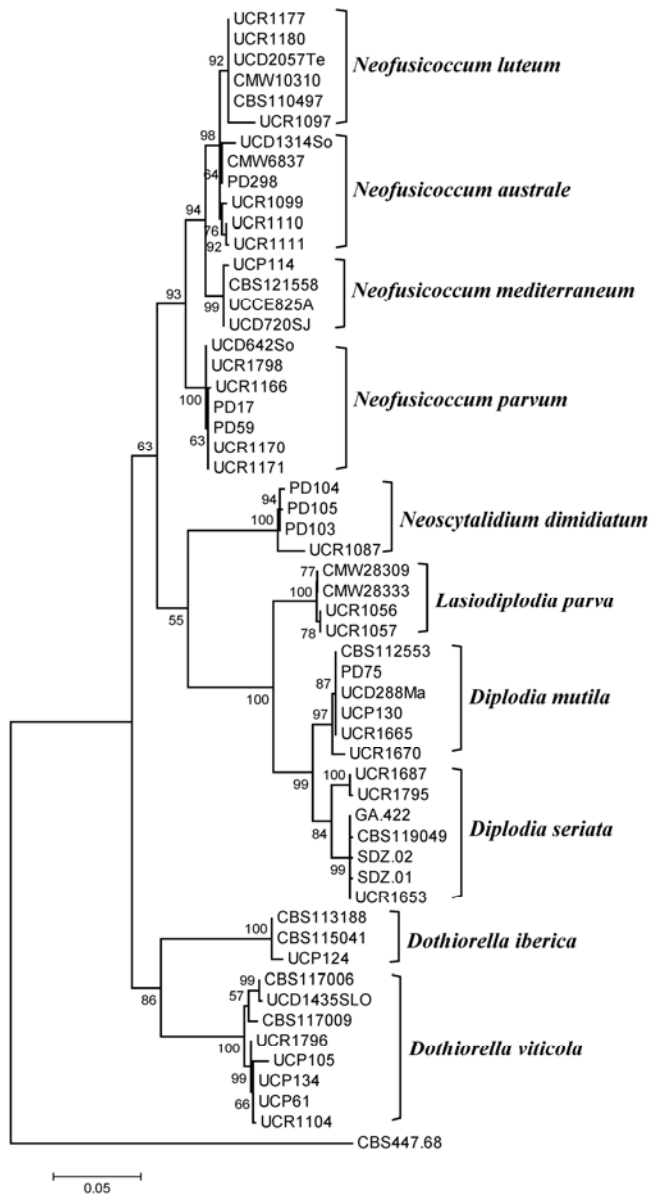 UCR1177
UCR1180
UCD2057Te
CMW10310
CBS110497
UCR1097
92
Neofusicoccum luteum
98
UCD1314So
CMW6837
PD298
64
UCR1099
UCR1110
76
UCR1111
92
Neofusicoccum australe
94
UCP114
CBS121558
UCCE825A
UCD720SJ
99
Neofusicoccum mediterraneum
93
UCD642So
UCR1798
UCR1166
100
PD17
PD59
63
UCR1170
UCR1171
Neofusicoccum parvum
63
PD104
94
PD105
100
PD103
UCR1087
Neoscytalidium dimidiatum
55
77
CMW28309
100
CMW28333
UCR1056
78
UCR1057
Lasiodiplodia parva
100
CBS112553
PD75
87
UCD288Ma
97
UCP130
UCR1665
UCR1670
Diplodia mutila
99
100
UCR1687
UCR1795
84
GA.422
CBS119049
SDZ.02
99
SDZ.01
UCR1653
Diplodia seriata
100
CBS113188
CBS115041
UCP124
Dothiorella iberica
86
99
CBS117006
57
UCD1435SLO
CBS117009
100
UCR1796
UCP105
99
UCP134
66
UCP61
UCR1104
Dothiorella viticola
CBS447.68
0.05